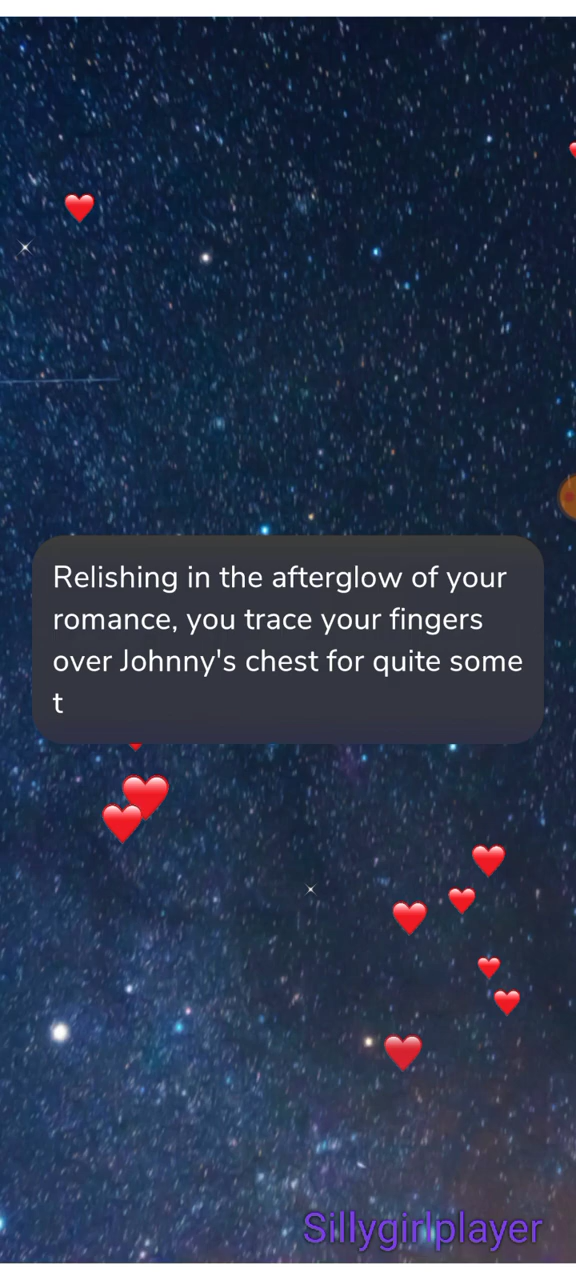 Relishing in the afterglow of your
romance, you trace your fingers
over Johnny's chest for quite some
t
Sillygirlplayer